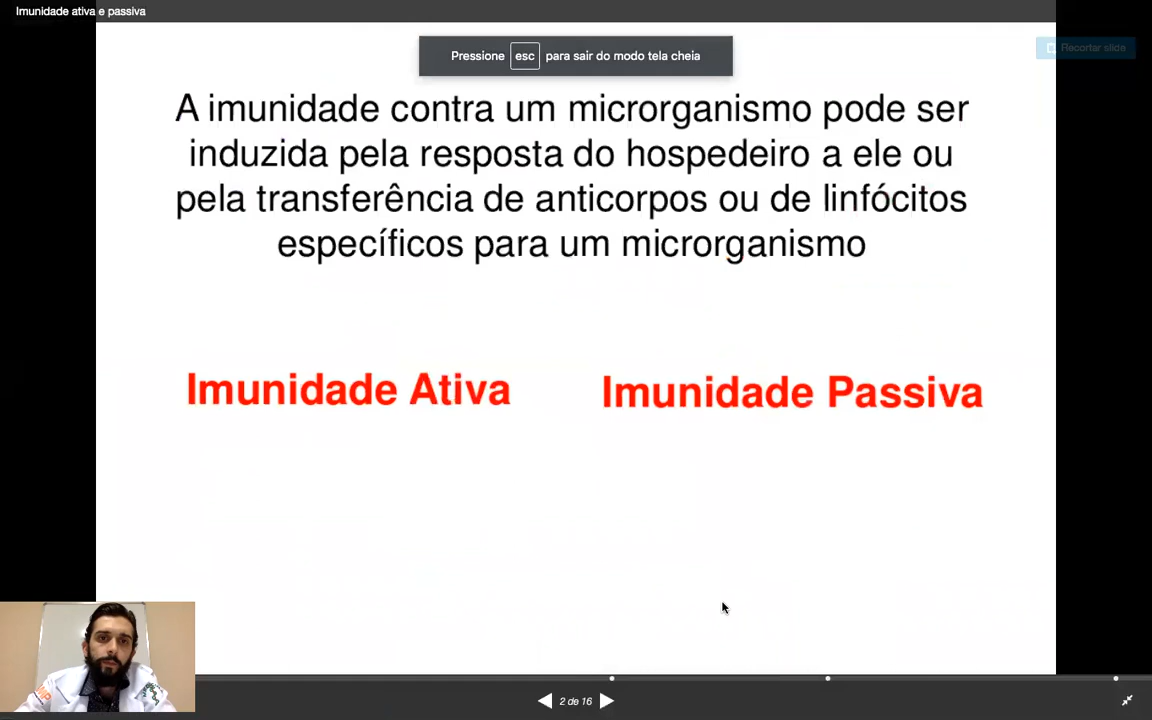 Imunidade ativa e passiva
Pressione esc para sair do modo tela cheia
Recortar slide
A imunidade contra um microrganismo pode ser
induzida pela resposta do hospedeiro a ele ou
pela transferência de anticorpos ou de linfócitos
específicos para um microrganismo
Imunidade Ativa
Imunidade Passiva
2 de 16